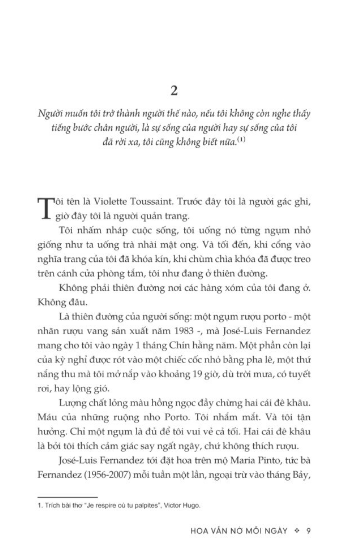 2
Người muốn tôi trở thành người thế nào, nếu tôi không còn nghe thấy
tiếng bước chân người, là sự sống của người hay sự sống của tôi
đã rời xa, tôi cũng không biết nữa.(1)
Tôi tên là Violette Toussaint. Trước đây tôi là người gác ghi,
giờ đây tôi là người quản trang.
Tôi nhấm nháp cuộc sống, tôi uống nó từng ngụm nhỏ
giống như ta uống trà nhài mật ong. Và tối đến, khi cổng vào
nghĩa trang của tôi đã khóa kín, khi chùm chìa khóa đã được treo
trên cánh cửa phòng tắm, tôi như đang ở thiên đường.
Không phải thiên đường nơi các hàng xóm của tôi đang ở.
Không đâu.
Là thiên đường của người sống: một ngụm rượu porto - một
nhãn rượu vang sản xuất năm 1983 -, mà José-Luis Fernandez
mang cho tôi vào ngày 1 tháng Chín hằng năm. Một phần còn lại
của kỳ nghỉ được rót vào một chiếc cốc nhỏ bằng pha lê, một thứ
nắng thu mà tôi mở nắp vào khoảng 19 giờ, dù trời mưa, có tuyết
rơi, hay lộng gió.
Lượng chất lỏng màu hồng ngọc đầy chừng hai cái đê khâu.
Máu của những ruộng nho Porto. Tôi nhắm mắt. Và tôi tận
hưởng. Chỉ một ngụm là đủ để tôi vui vẻ cả tối. Hai cái đê khâu
là bởi tôi thích cảm giác say ngất ngây, chứ không thích rượu.
José-Luis Fernandez tới đặt hoa trên mộ Maria Pinto, tức bà
Fernandez (1956-2007) mỗi tuần một lần, ngoại trừ vào tháng Bảy,
1. Trích bài thơ "Je respire où tu palpites", Victor Hugo.
HOA VẪN NỞ MỖI NGÀY ❖ 9